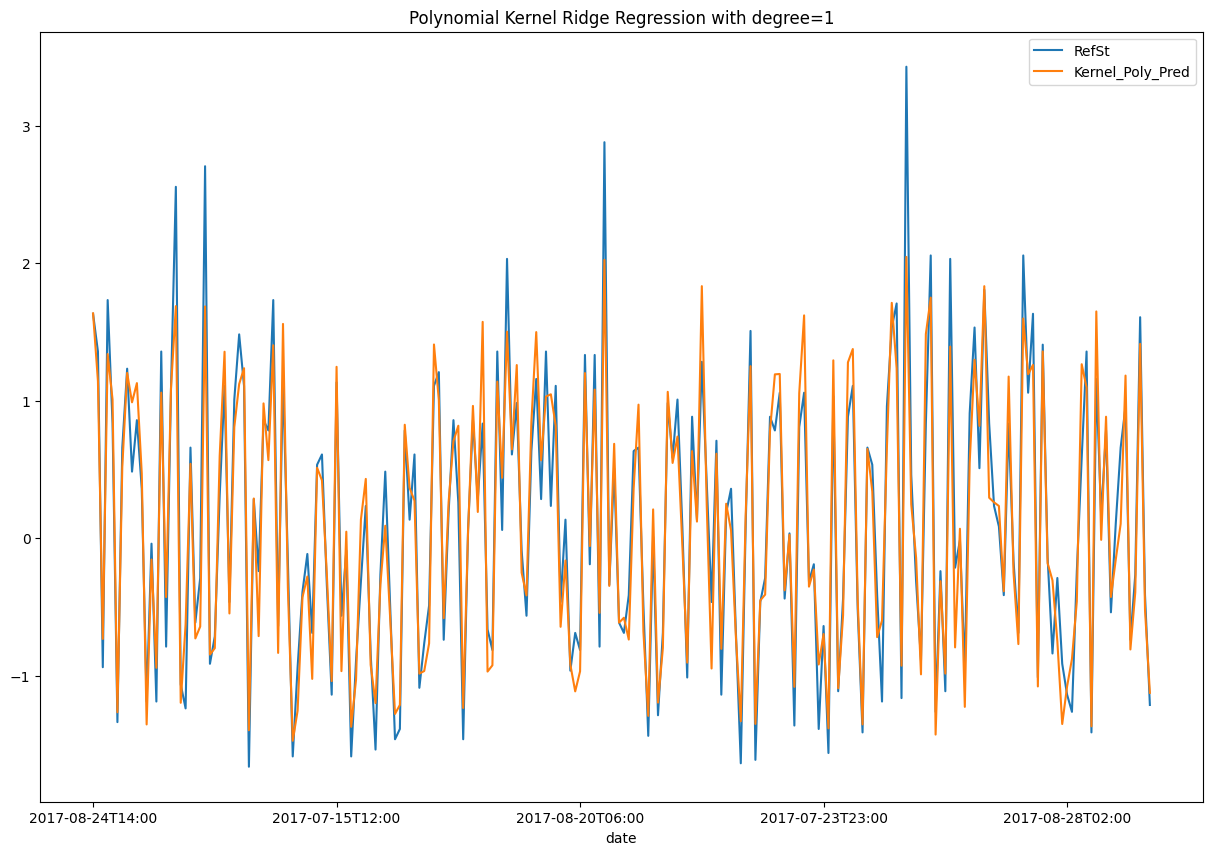 Polynomial Kernel Ridge Regression with degree=1
RefSt
Kernel_Poly_Pred
3
2
1
0
−1
2017-08-24T14:00
2017-07-15T12:00
2017-08-20T06:00
2017-07-23T23:00
2017-08-28T02:00
date